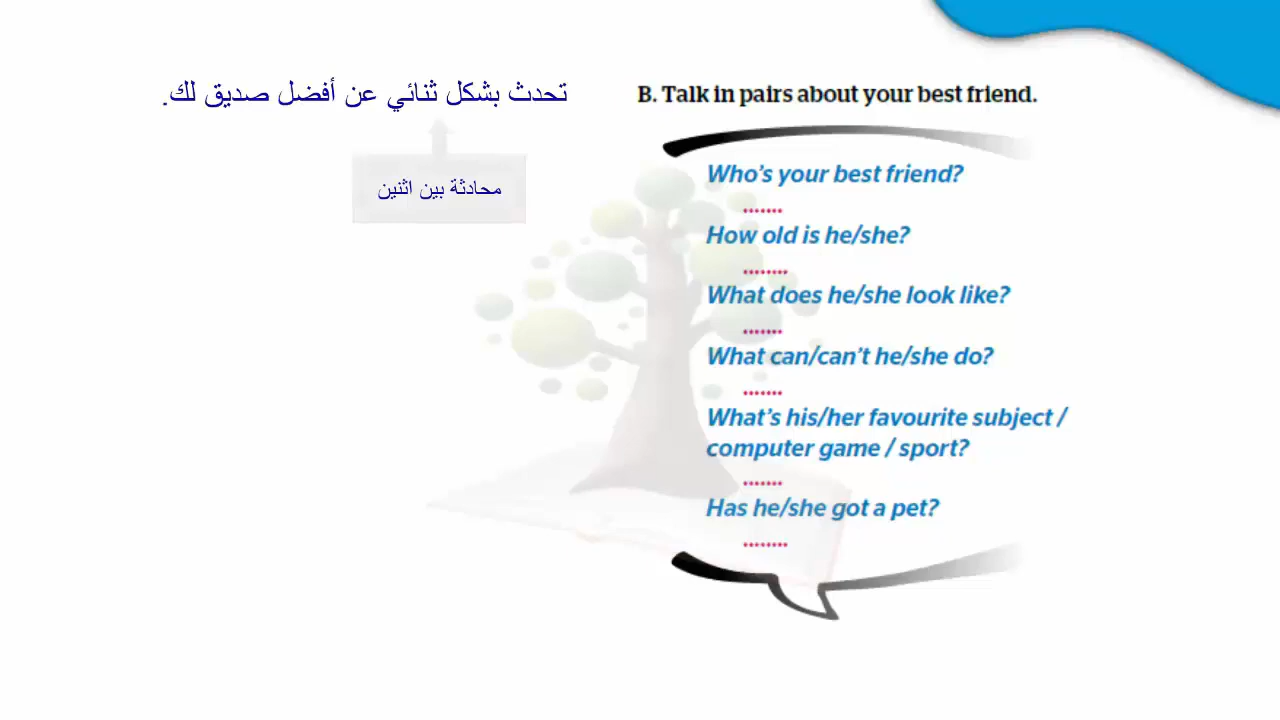 تحدث بشكل ثنائي عن أفضل صديق لك.
محادثة بين اثنين
B. Talk in pairs about your best friend.
Who's your best friend?
.......
How old is he/she?
........
What does he/she look like?
.......
What can/can't he/she do?
.......
What's his/her favourite subject /
computer game / sport?
.......
Has he/she got a pet?
........